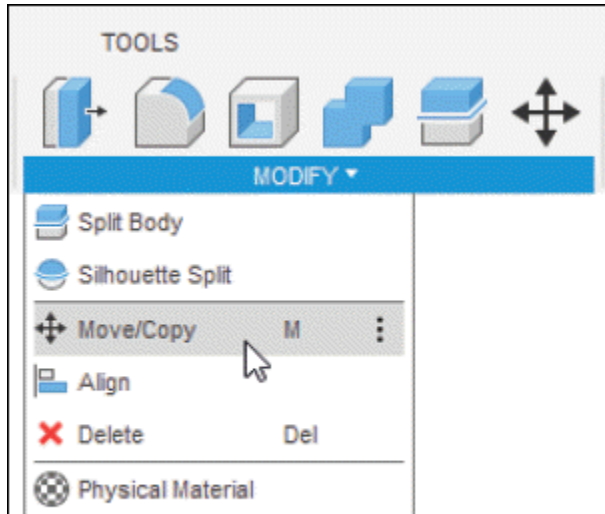 TOOLS
MODIFY
Split Body
Silhouette Split
Move/Copy M
Align
Delete Del
Physical Material